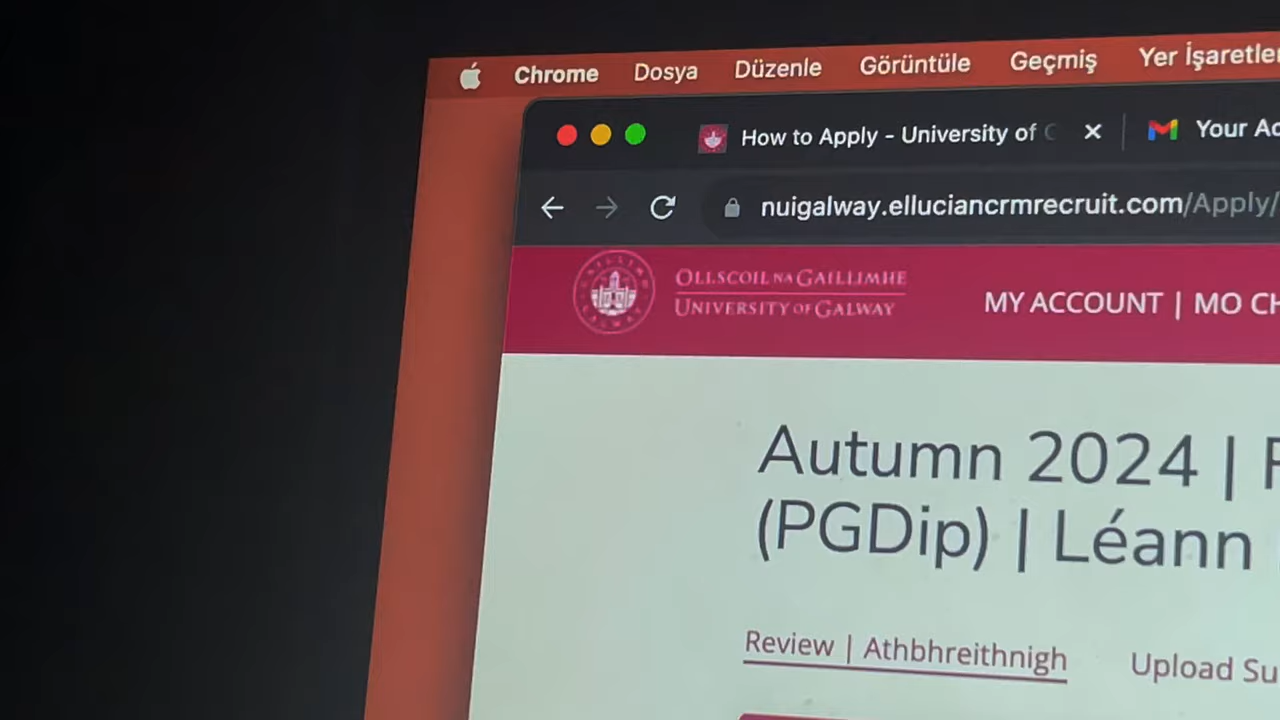 Chrome Dosya Düzenle Görüntüle Geçmiş Yer İşaretler
How to Apply - University of Your Ac
nuigalway.elluciancrmrecruit.com/Apply/
OLLSCOIL NA GAILLIMHE
UNIVERSITY OF GALWAY
MY ACCOUNT | MO CH
Autumn 2024 |
(PGDip) | Léann
Review | Athbhreithnigh Upload Su